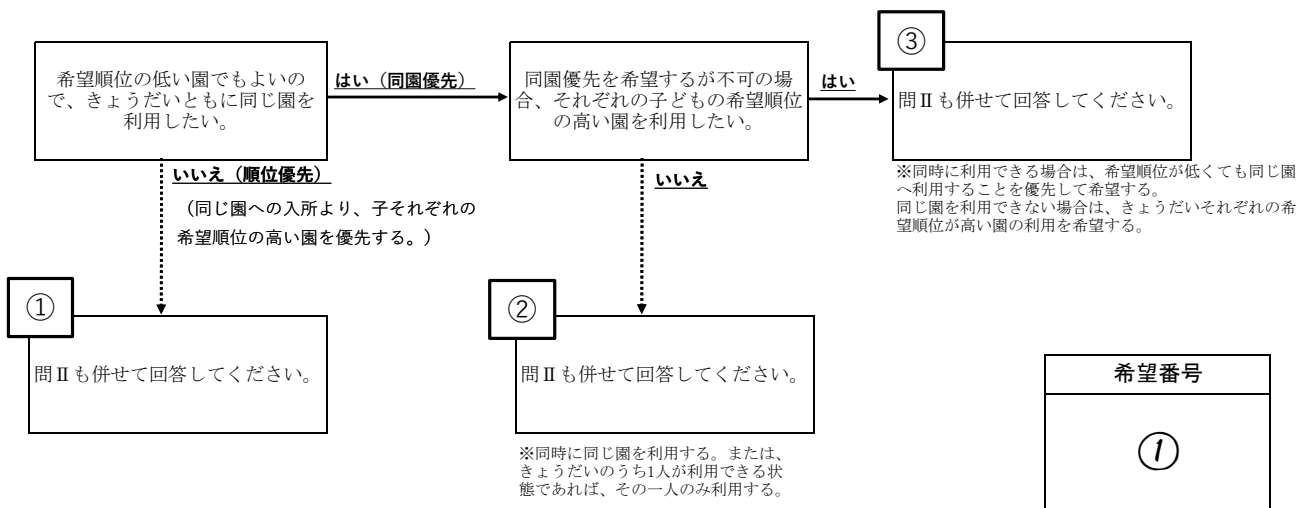 希望順位の低い園でもよいの
で、きょうだいともに同じ園を
利用したい。
はい（同園優先）
同園優先を希望するが不可の場
合、それぞれの子どもの希望順位
の高い園を利用したい。
はい
③
問Ⅱも併せて回答してください。
※同時に利用できる場合は、希望順位が低くても同じ園
へ利用することを優先して希望する。
同じ園を利用できない場合は、きょうだいそれぞれの希
望順位が高い園の利用を希望する。
いいえ（順位優先）
（同じ園への入所より、子それぞれの
希望順位の高い園を優先する。）
いいえ
①
問Ⅱも併せて回答してください。
②
問Ⅱも併せて回答してください。
※同時に同じ園を利用する。または、
きょうだいのうち1人が利用できる状
態であれば、その一人のみ利用する。
希望番号
①